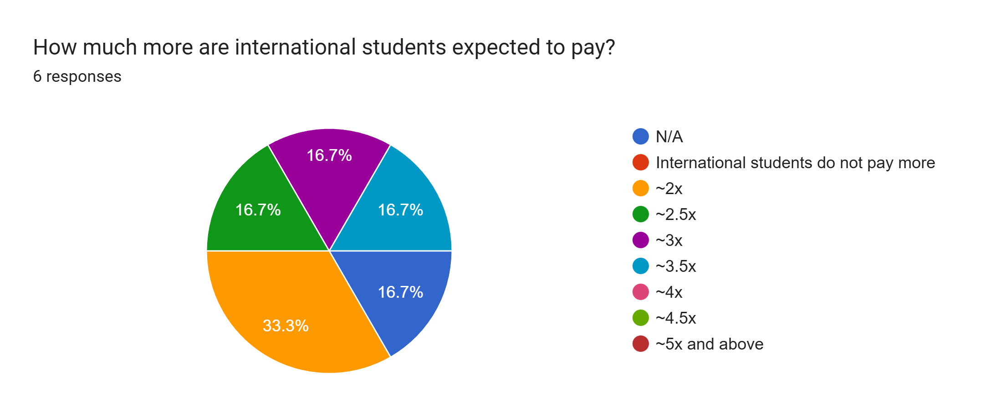 How much more are international students expected to pay?
6 responses
16.7%
16.7%
16.7%
16.7%
33.3%
N/A
International students do not pay more
~2x
~2.5x
~3x
~3.5x
~4x
~4.5x
~5x and above